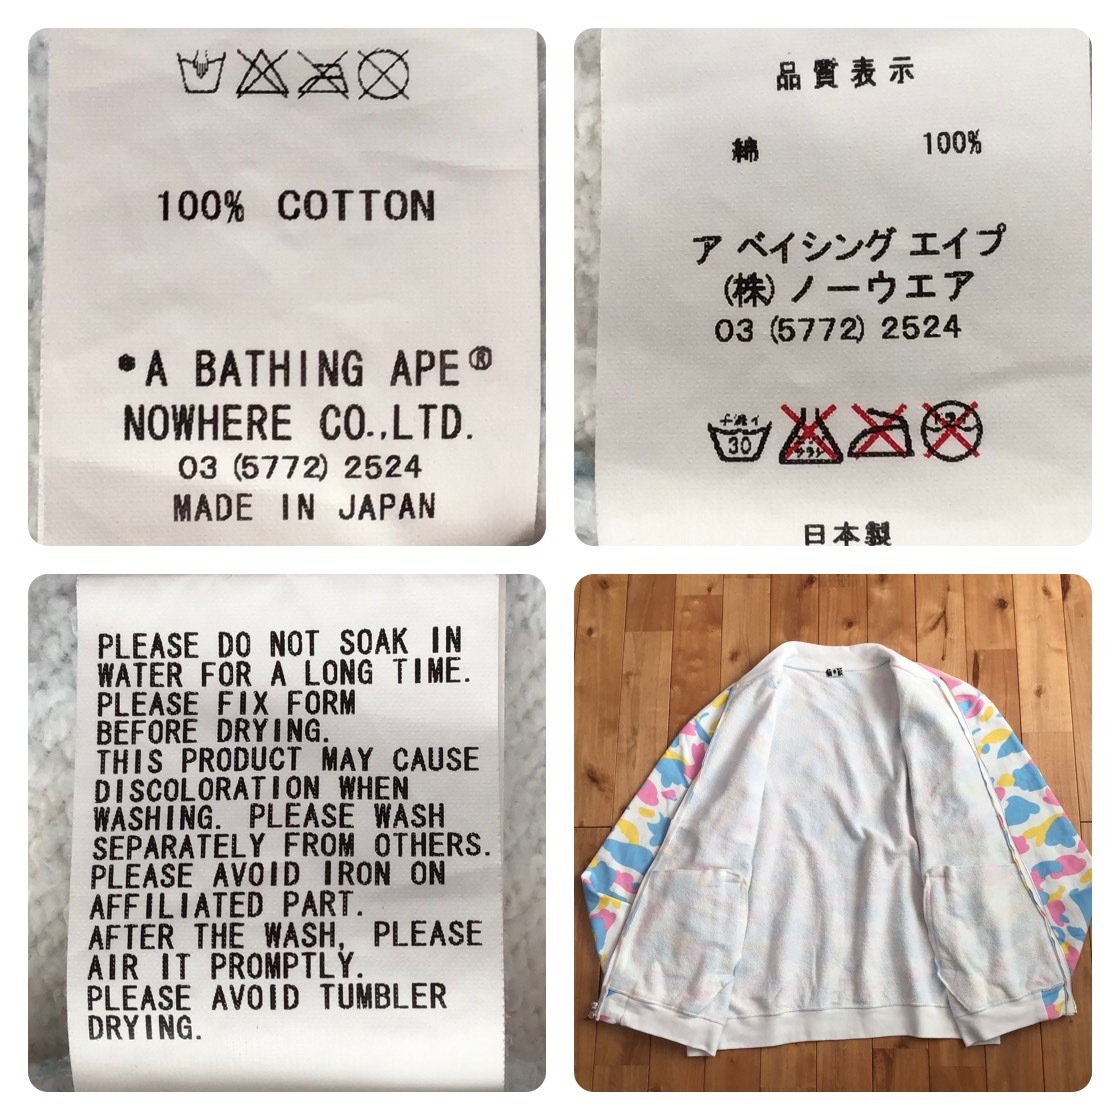 100% COTTON
*A BATHING APE®
NOWHERE CO.,LTD.
03 (5772) 2524
MADE IN JAPAN
品質表示
綿 100%
ア ベイシング エイプ
(株) ノーウエア
03 (5772) 2524
30
日本製
PLEASE DO NOT SOAK IN
WATER FOR A LONG TIME.
PLEASE FIX FORM
BEFORE DRYING.
THIS PRODUCT MAY CAUSE
DISCOLORATION WHEN
WASHING. PLEASE WASH
SEPARATELY FROM OTHERS.
PLEASE AVOID IRON ON
AFFILIATED PART.
AFTER THE WASH, PLEASE
AIR IT PROMPTLY.
PLEASE AVOID TUMBLER
DRYING.